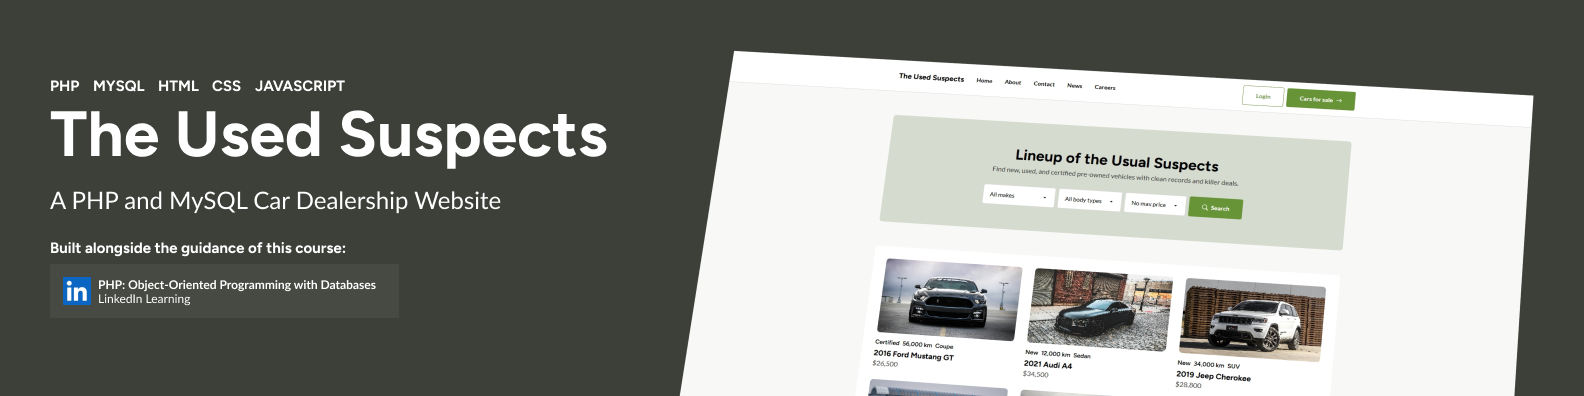 PHP MYSQL HTML CSS JAVASCRIPT
The Used Suspects
A PHP and MySQL Car Dealership Website
Built alongside the guidance of this course:
in
PHP: Object-Oriented Programming with Databases
LinkedIn Learning
The Used Suspects Home About Contact News Careers Login Cars for sale →
Lineup of the Usual Suspects
Find new, used, and certified pre-owned vehicles with clean records and killer deals.
All makes All body types No max price Search
Certified 56,000 km Coupe
2016 Ford Mustang GT
$26,500
New 12,000 km Sedan
2021 Audi A4
$34,500
New 34,000 km SUV
2019 Jeep Cherokee
$28,800